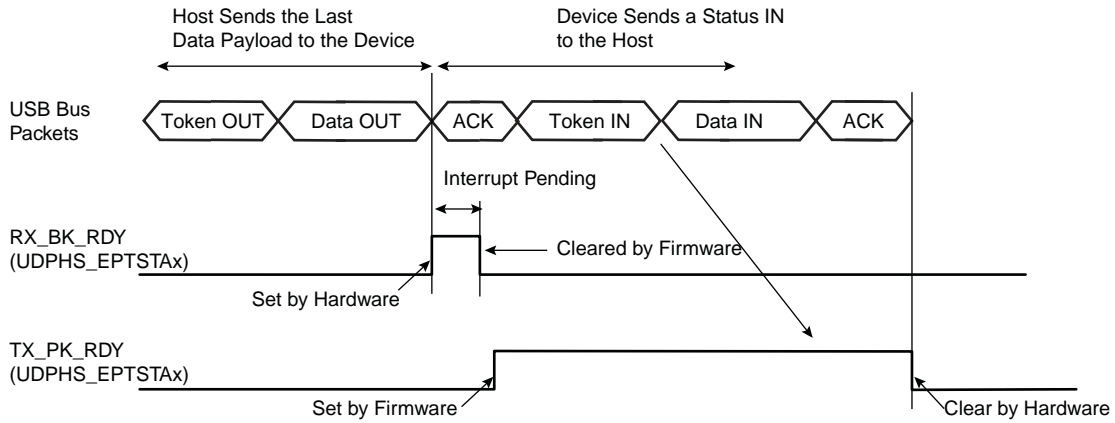 Host Sends the Last
Data Payload to the Device
Device Sends a Status IN
to the Host
USB Bus
Packets
Token OUT
Data OUT
ACK
Token IN
Data IN
ACK
Interrupt Pending
RX_BK_RDY
(UDPHS_EPTSTAx)
Cleared by Firmware
Set by Hardware
TX_PK_RDY
(UDPHS_EPTSTAx)
Set by Firmware
Clear by Hardware